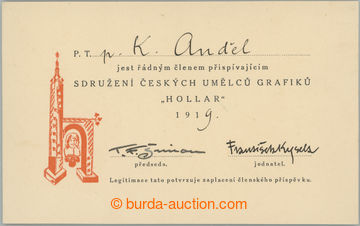 P. T. p. K. Anděl
jest řádným členem přispívajícím
SDRUŽENÍ ČESKÝCH UMĚLCŮ GRAFIKŮ
„HOLLAR“
1919.
T. F. Šimon František Kysela
předseda. jednatel.
Legitimace tato potvrzuje zaplacení členského příspěvku.
burda-auction.com